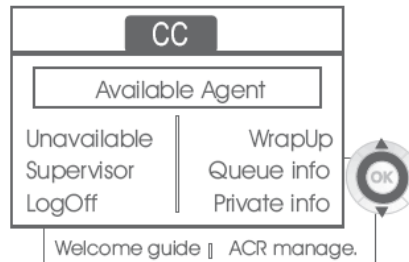 CC
Available Agent
Unavailable WrapUp
Supervisor Queue info
LogOff Private info
OK
Welcome guide ACR manage.